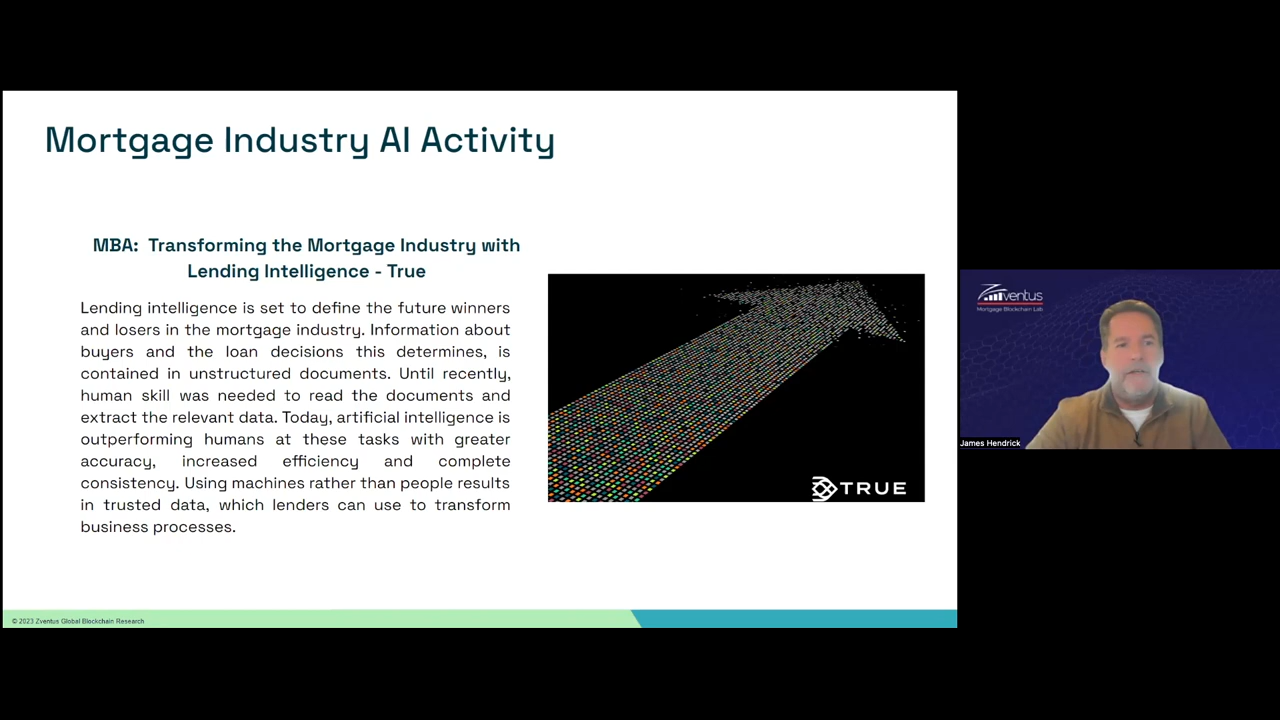 Mortgage Industry AI Activity
MBA: Transforming the Mortgage Industry with
Lending Intelligence - True
Lending intelligence is set to define the future winners
and losers in the mortgage industry. Information about
buyers and the loan decisions this determines, is
contained in unstructured documents. Until recently,
human skill was needed to read the documents and
extract the relevant data. Today, artificial intelligence is
outperforming humans at these tasks with greater
accuracy, increased efficiency and complete
consistency. Using machines rather than people results
in trusted data, which lenders can use to transform
business processes.
TRUE
© 2023 Zventus Global Blockchain Research
Zventus
Mortgage Blockchain Lab
James Hendrick